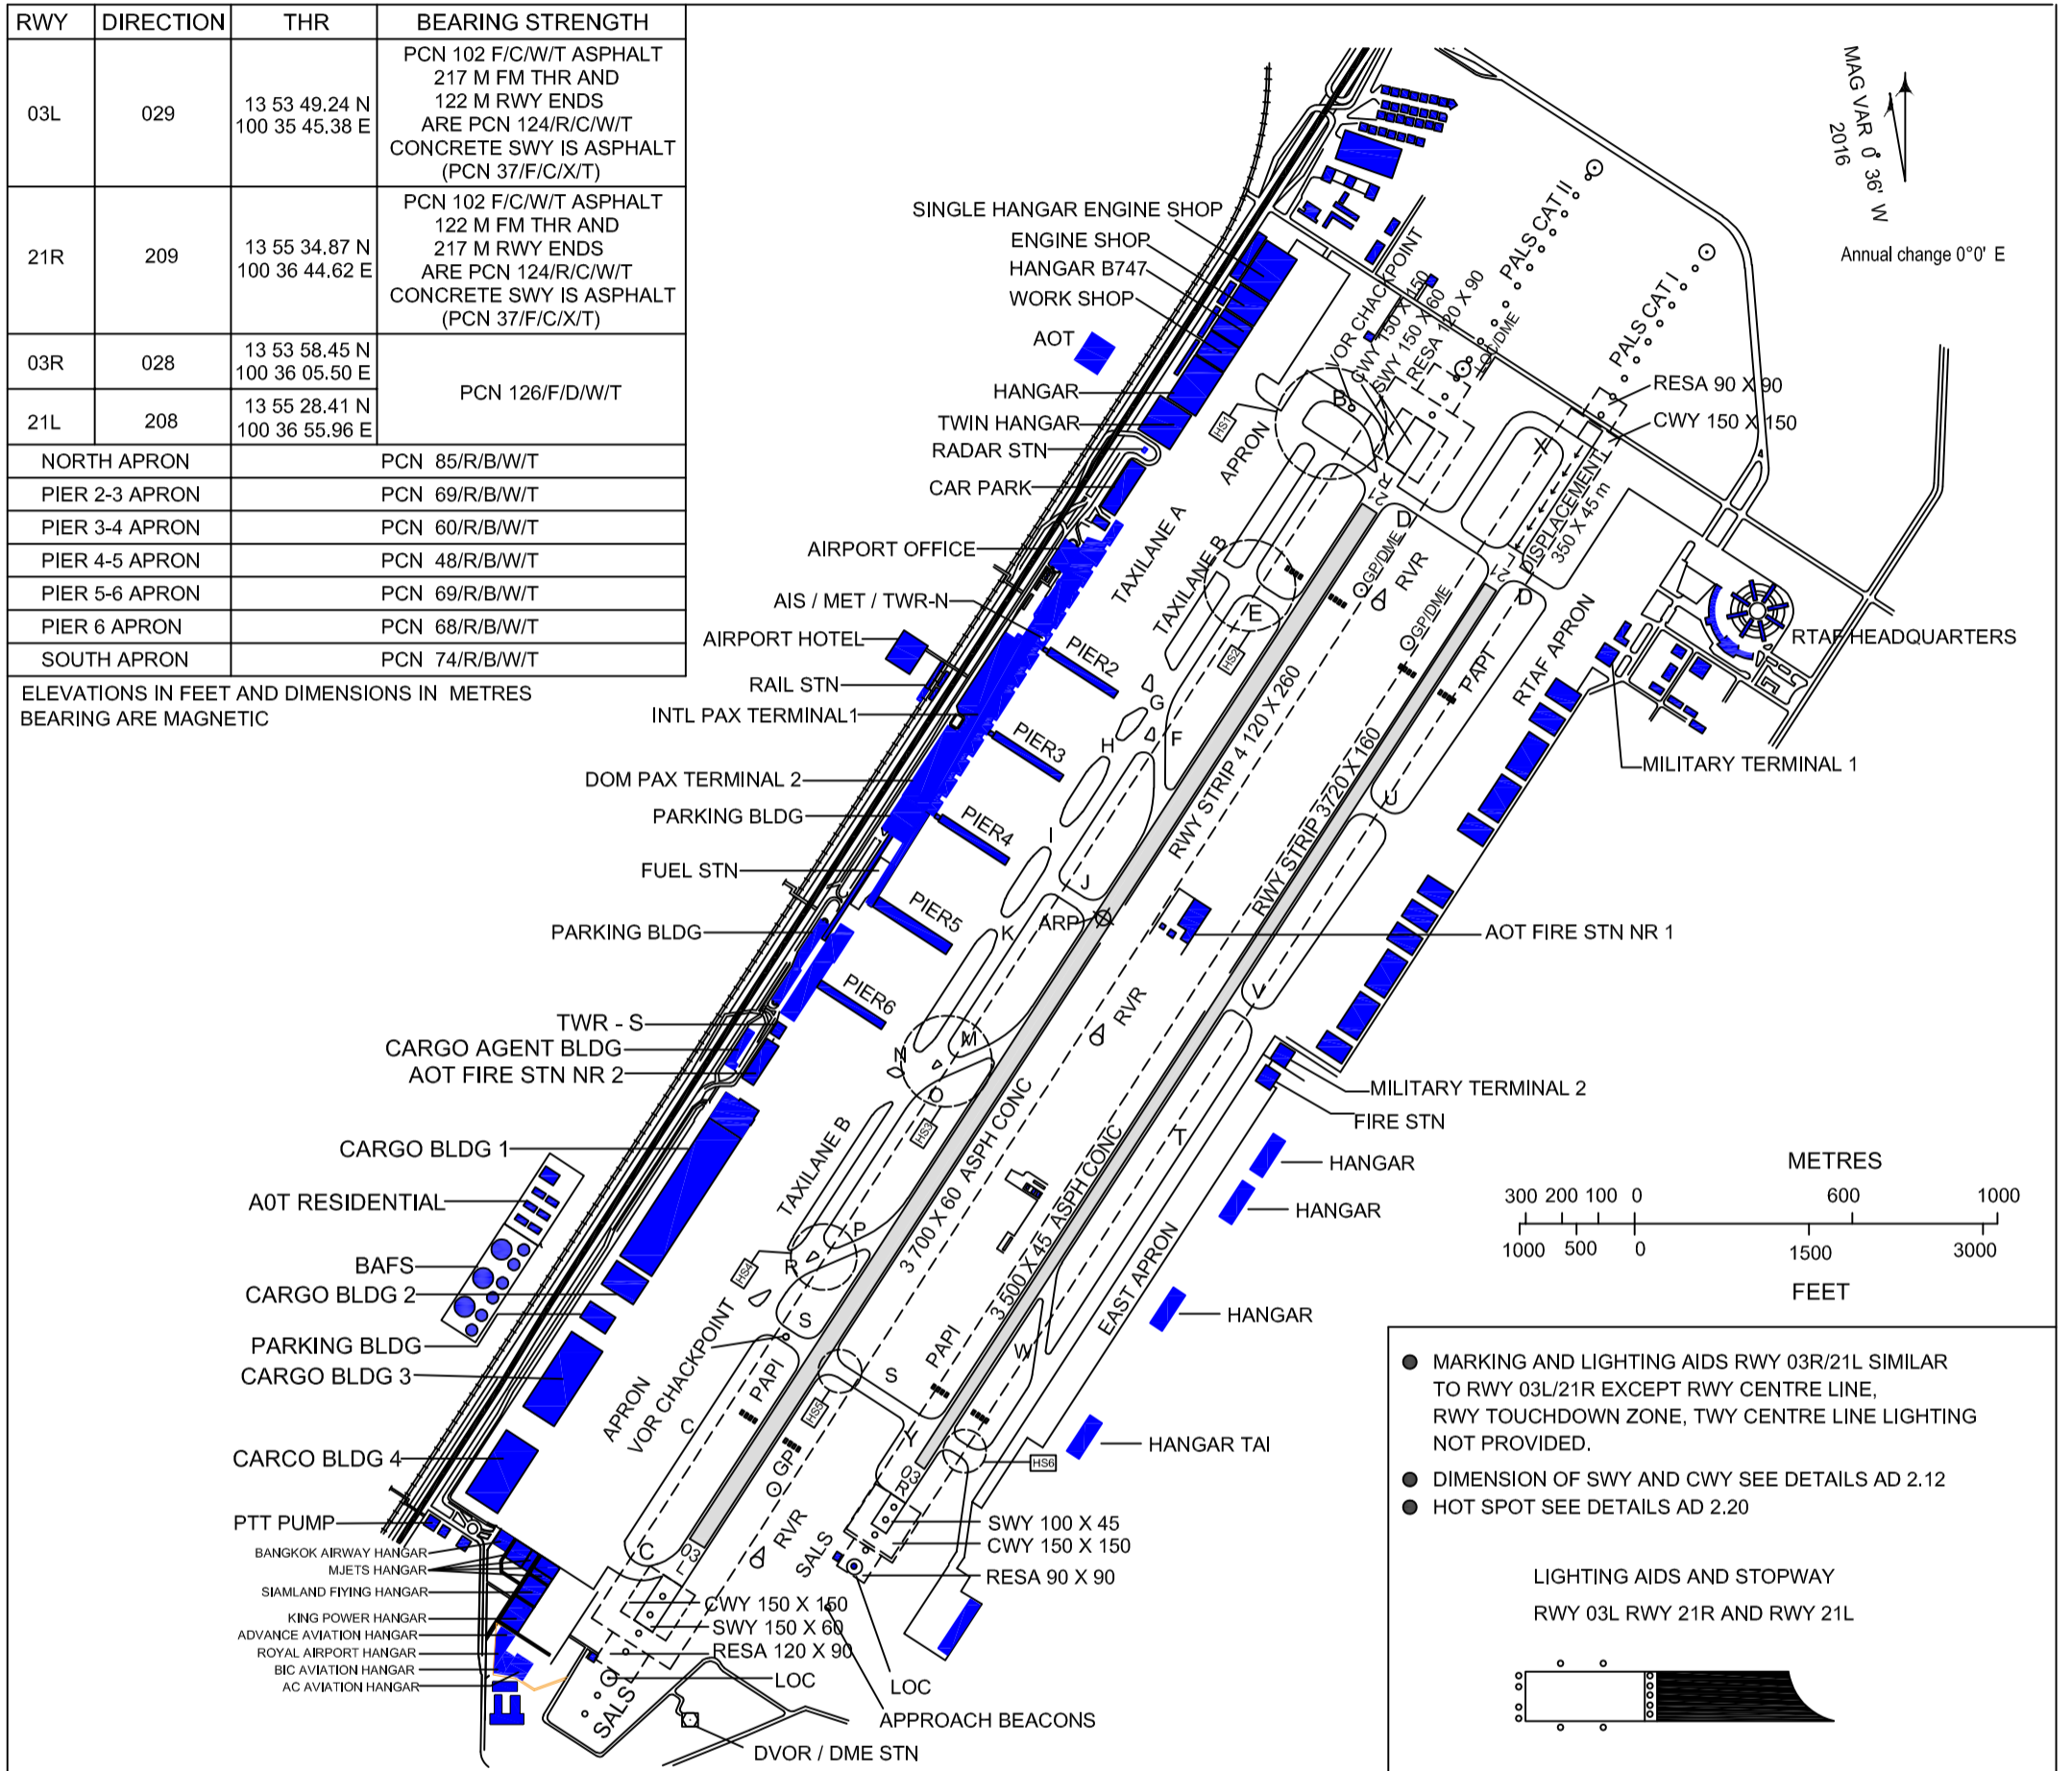 RWY DIRECTION THR BEARING STRENGTH
03L 029 13 53 49.24 N
100 35 45.38 E
PCN 102 F/C/W/T ASPHALT
217 M FM THR AND
122 M RWY ENDS
ARE PCN 124/R/C/W/T
CONCRETE SWY IS ASPHALT
(PCN 37/F/C/X/T)
21R 209 13 55 34.87 N
100 36 44.62 E
PCN 102 F/C/W/T ASPHALT
122 M FM THR AND
217 M RWY ENDS
ARE PCN 124/R/C/W/T
CONCRETE SWY IS ASPHALT
(PCN 37/F/C/X/T)
03R 028 13 53 58.45 N
100 36 05.50 E
PCN 126/F/D/W/T
21L 208 13 55 28.41 N
100 36 55.96 E
NORTH APRON PCN 85/R/B/W/T
PIER 2-3 APRON PCN 69/R/B/W/T
PIER 3-4 APRON PCN 60/R/B/W/T
PIER 4-5 APRON PCN 48/R/B/W/T
PIER 5-6 APRON PCN 69/R/B/W/T
PIER 6 APRON PCN 68/R/B/W/T
SOUTH APRON PCN 74/R/B/W/T
ELEVATIONS IN FEET AND DIMENSIONS IN METRES
BEARING ARE MAGNETIC
MAG VAR 0° 36' W
2016
Annual change 0°0' E
SINGLE HANGAR ENGINE SHOP
ENGINE SHOP
HANGAR B747
WORK SHOP
AOT
HANGAR
TWIN HANGAR
RADAR STN
CAR PARK
AIRPORT OFFICE
AIS / MET / TWR-N
AIRPORT HOTEL
RAIL STN
INTL PAX TERMINAL1
DOM PAX TERMINAL 2
PARKING BLDG
FUEL STN
PARKING BLDG
TWR - S
CARGO AGENT BLDG
AOT FIRE STN NR 2
CARGO BLDG 1
A0T RESIDENTIAL
BAFS
CARGO BLDG 2
PARKING BLDG
CARGO BLDG 3
CARCO BLDG 4
PTT PUMP
BANGKOK AIRWAY HANGAR
MJETS HANGAR
SIAMLAND FIYING HANGAR
KING POWER HANGAR
ADVANCE AVIATION HANGAR
ROYAL AIRPORT HANGAR
BIC AVIATION HANGAR
AC AVIATION HANGAR
PALS CAT II
PALS CAT I
VOR CHACKPOINT
CWY 150 X 150
SWY 150 X 60
RESA 120 X 90
LOC/DME
RESA 90 X 90
CWY 150 X 150
HS1
B
X
APRON
21R
D
DISPLACEMENT
350 X 45 m
21L
D
TAXILANE A
TAXILANE B
GP/DME
RVR
GP/DME
E
HS2
PAPI
RTAF APRON
RTAF HEADQUARTERS
MILITARY TERMINAL 1
PIER2
PIER3
PIER4
PIER5
PIER6
G
F
H
I
J
K
U
RWY STRIP 4 120 X 260
RWY STRIP 3720 X 160
ARP
AOT FIRE STN NR 1
RVR
M
N
O
HS3
T
MILITARY TERMINAL 2
FIRE STN
HANGAR
HANGAR
HANGAR
HANGAR TAI
3 700 X 60 ASPH CONC
3 500 X 45 ASPH CONC
EAST APRON
TAXILANE B
P
R
HS4
S
S
W
PAPI
PAPI
APRON
VOR CHACKPOINT
C
HS5
GP
Y
HS6
03R
C
03
RVR
SALS
SWY 100 X 45
CWY 150 X 150
RESA 90 X 90
CWY 150 X 150
SWY 150 X 60
RESA 120 X 90
LOC
LOC
SALS
APPROACH BEACONS
DVOR / DME STN
METRES
300 200 100 0 600 1000
1000 500 0 1500 3000
FEET
MARKING AND LIGHTING AIDS RWY 03R/21L SIMILAR
TO RWY 03L/21R EXCEPT RWY CENTRE LINE,
RWY TOUCHDOWN ZONE, TWY CENTRE LINE LIGHTING
NOT PROVIDED.
DIMENSION OF SWY AND CWY SEE DETAILS AD 2.12
HOT SPOT SEE DETAILS AD 2.20
LIGHTING AIDS AND STOPWAY
RWY 03L RWY 21R AND RWY 21L